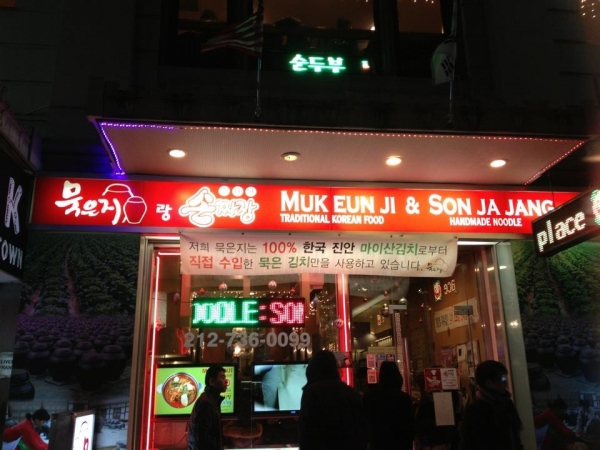 순두부
묵은지 랑 손짜장
MUK EUN JI & SON JA JANG
TRADITIONAL KOREAN FOOD HANDMADE NOODLE
K
TOWN
place
저희 묵은지는 100% 한국 진안 마이산김치로부터
직접 수입한 묵은 김치만을 사용하고 있습니다.
OODLE:SO
212-736-0099